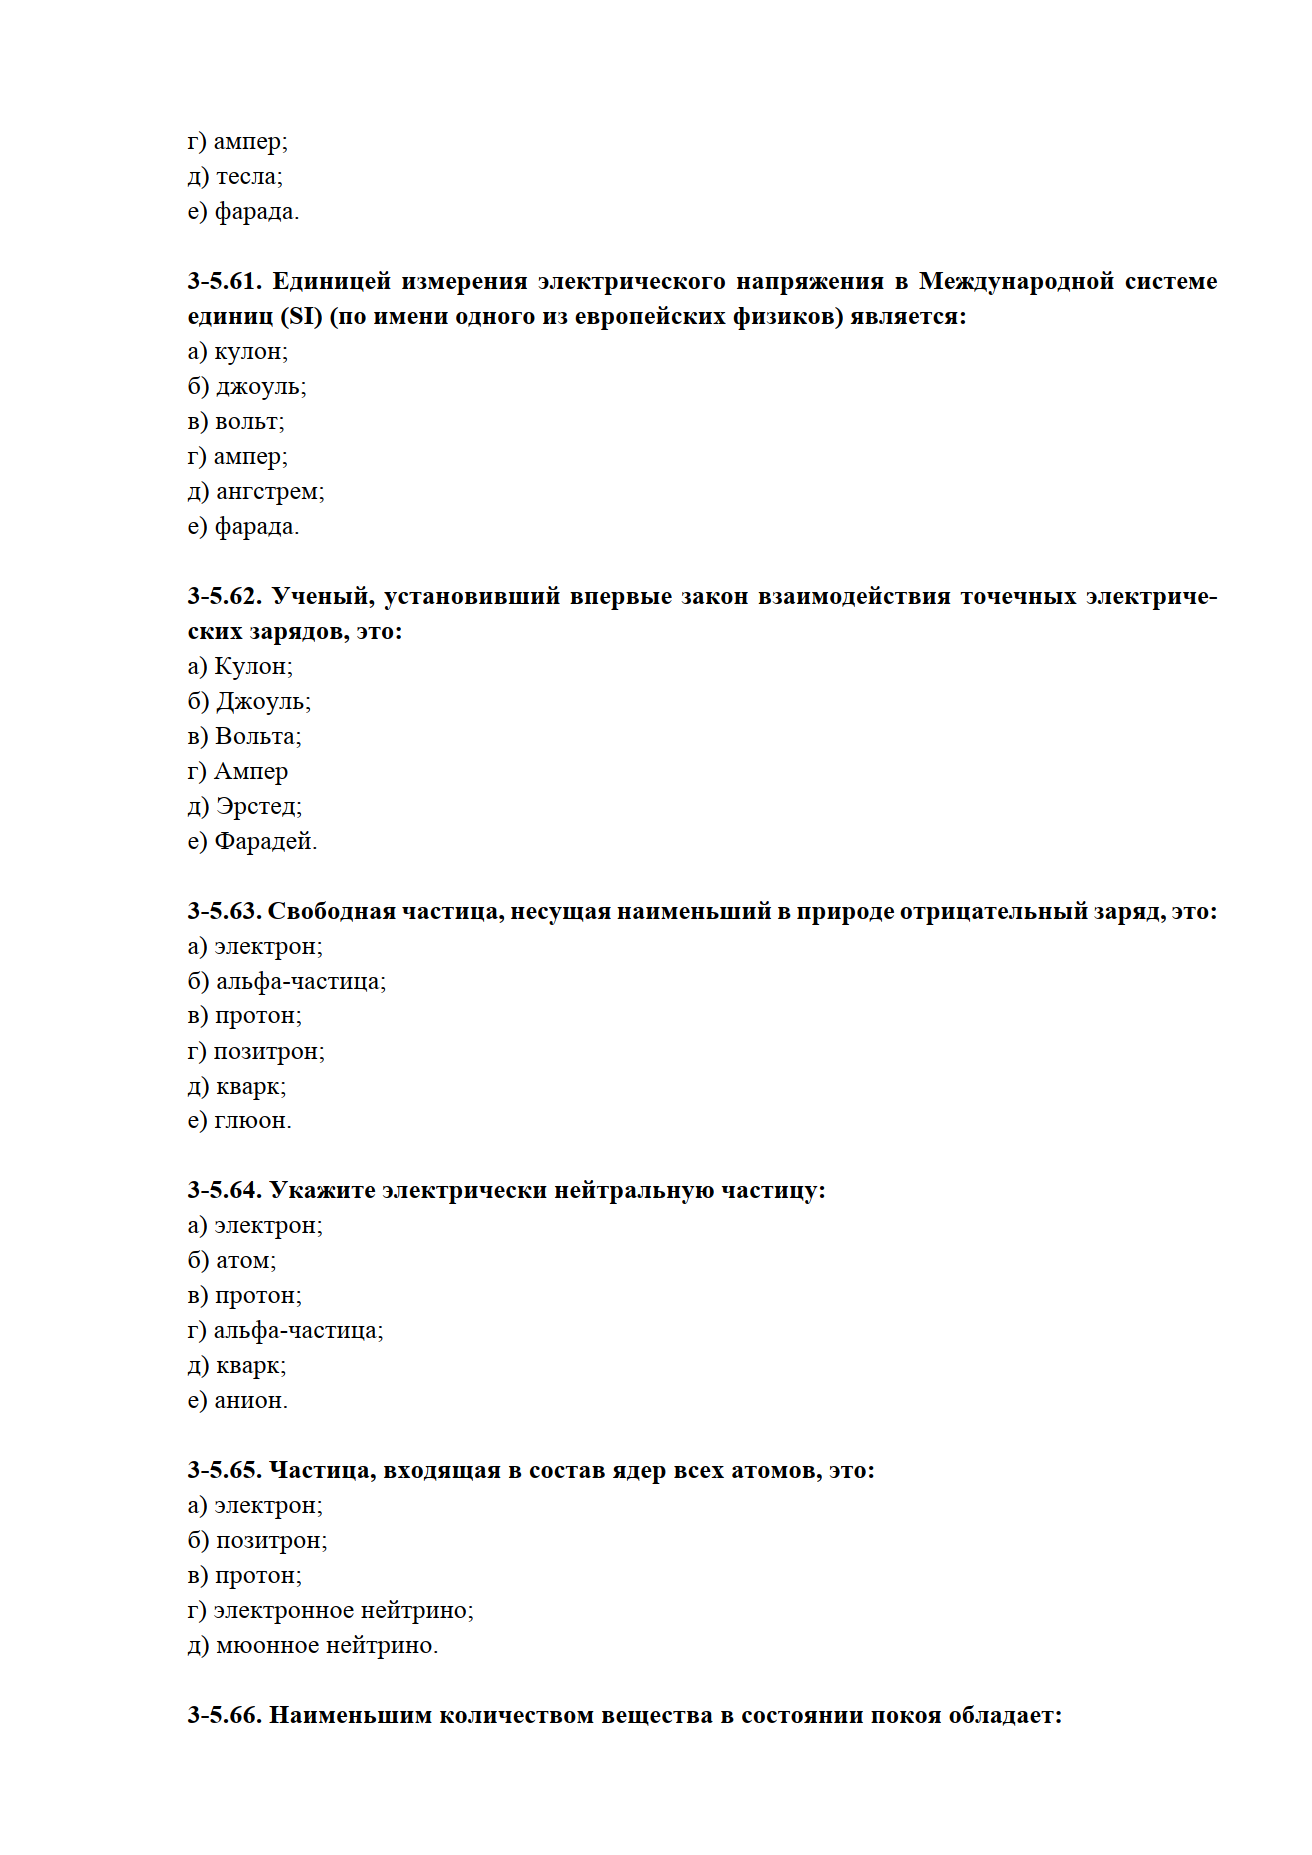 г) ампер;
д) тесла;
е) фарада.
3-5.61. Единицей измерения электрического напряжения в Международной системе
единиц (SI) (по имени одного из европейских физиков) является:
а) кулон;
б) джоуль;
в) вольт;
г) ампер;
д) ангстрем;
е) фарада.
3-5.62. Ученый, установивший впервые закон взаимодействия точечных электриче-
ских зарядов, это:
а) Кулон;
б) Джоуль;
в) Вольта;
г) Ампер
д) Эрстед;
е) Фарадей.
3-5.63. Свободная частица, несущая наименьший в природе отрицательный заряд, это:
а) электрон;
б) альфа-частица;
в) протон;
г) позитрон;
д) кварк;
е) глюон.
3-5.64. Укажите электрически нейтральную частицу:
а) электрон;
б) атом;
в) протон;
г) альфа-частица;
д) кварк;
е) анион.
3-5.65. Частица, входящая в состав ядер всех атомов, это:
а) электрон;
б) позитрон;
в) протон;
г) электронное нейтрино;
д) мюонное нейтрино.
3-5.66. Наименьшим количеством вещества в состоянии покоя обладает: